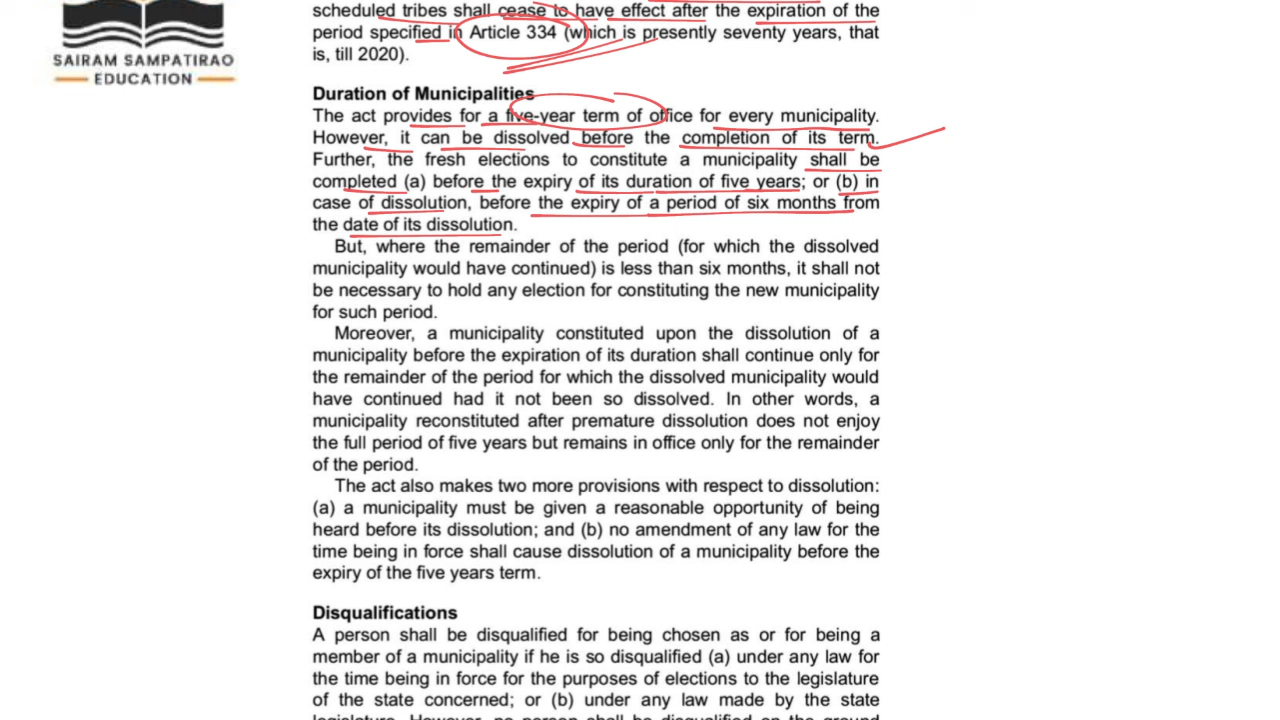 SAIRAM SAMPATIRAO
EDUCATION
scheduled tribes shall cease to have effect after the expiration of the
period specified in Article 334 (which is presently seventy years, that
is, till 2020).
Duration of Municipalities
The act provides for a five-year term of office for every municipality.
However, it can be dissolved before the completion of its term.
Further, the fresh elections to constitute a municipality shall be
completed (a) before the expiry of its duration of five years; or (b) in
case of dissolution, before the expiry of a period of six months from
the date of its dissolution.
But, where the remainder of the period (for which the dissolved
municipality would have continued) is less than six months, it shall not
be necessary to hold any election for constituting the new municipality
for such period.
Moreover, a municipality constituted upon the dissolution of a
municipality before the expiration of its duration shall continue only for
the remainder of the period for which the dissolved municipality would
have continued had it not been so dissolved. In other words, a
municipality reconstituted after premature dissolution does not enjoy
the full period of five years but remains in office only for the remainder
of the period.
The act also makes two more provisions with respect to dissolution:
(a) a municipality must be given a reasonable opportunity of being
heard before its dissolution; and (b) no amendment of any law for the
time being in force shall cause dissolution of a municipality before the
expiry of the five years term.
Disqualifications
A person shall be disqualified for being chosen as or for being a
member of a municipality if he is so disqualified (a) under any law for
the time being in force for the purposes of elections to the legislature
of the state concerned; or (b) under any law made by the state
legislature. However, no person shall be disqualified on the ground